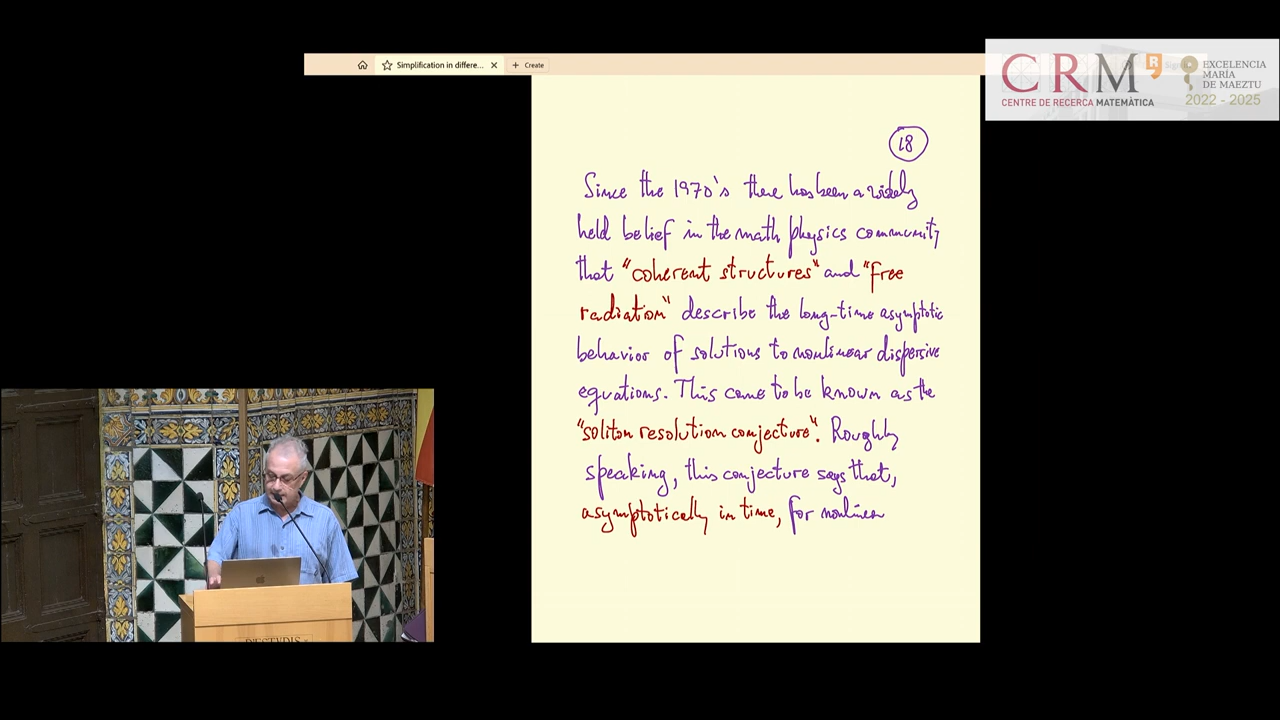 Simplification in differe...
Create
CRM
CENTRE DE RECERCA MATEMÀTICA
EXCELENCIA
MARÍA
DE MAEZTU
2022 - 2025
18
Since the 1970's there has been a widely
held belief in the math physics community
that "coherent structures" and "free
radiation" describe the long-time asymptotic
behavior of solutions to nonlinear dispersive
equations. This came to be known as the
"soliton resolution conjecture". Roughly
speaking, this conjecture says that,
asymptotically in time, for nonlinear
D'ESTVDIS